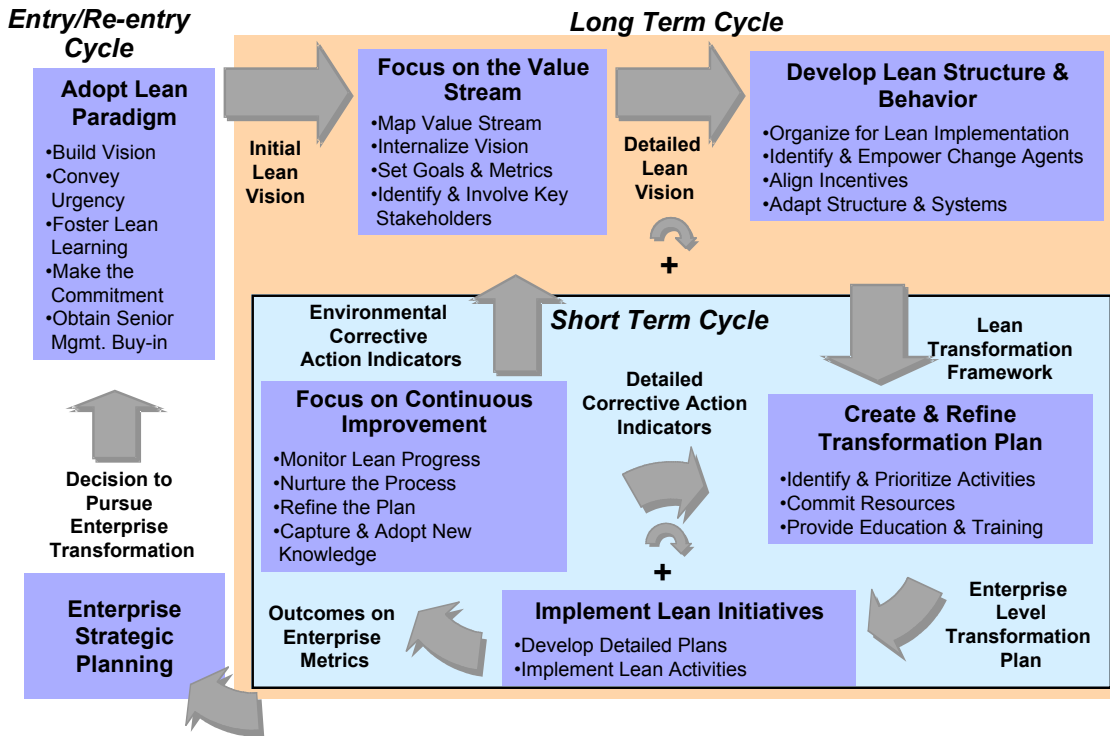 Entry/Re-entry
Cycle
Adopt Lean
Paradigm
•Build Vision
•Convey
Urgency
•Foster Lean
Learning
•Make the
Commitment
•Obtain Senior
Mgmt. Buy-in
Decision to
Pursue
Enterprise
Transformation
Enterprise
Strategic
Planning
Long Term Cycle
Initial
Lean
Vision
Focus on the Value
Stream
•Map Value Stream
•Internalize Vision
•Set Goals & Metrics
•Identify & Involve Key
Stakeholders
Detailed
Lean
Vision
+
Develop Lean Structure &
Behavior
•Organize for Lean Implementation
•Identify & Empower Change Agents
•Align Incentives
•Adapt Structure & Systems
Lean
Transformation
Framework
Short Term Cycle
Environmental
Corrective
Action Indicators
Detailed
Corrective Action
Indicators
+
Focus on Continuous
Improvement
•Monitor Lean Progress
•Nurture the Process
•Refine the Plan
•Capture & Adopt New
Knowledge
Create & Refine
Transformation Plan
•Identify & Prioritize Activities
•Commit Resources
•Provide Education & Training
Outcomes on
Enterprise
Metrics
Implement Lean Initiatives
•Develop Detailed Plans
•Implement Lean Activities
Enterprise
Level
Transformation
Plan